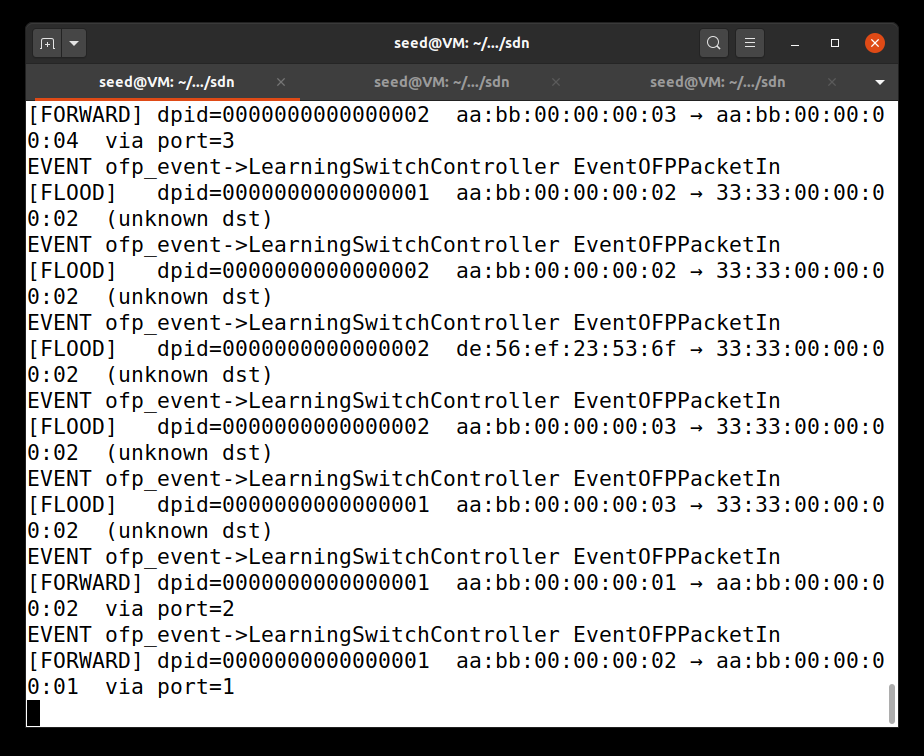 seed@VM: ~/.../sdn
seed@VM: ~/.../sdn
seed@VM: ~/.../sdn
seed@VM: ~/.../sdn
[FORWARD] dpid=0000000000000002  aa:bb:00:00:00:03 → aa:bb:00:00:0
0:04  via port=3
EVENT ofp_event->LearningSwitchController EventOFPPacketIn
[FLOOD]   dpid=0000000000000001  aa:bb:00:00:00:02 → 33:33:00:00:0
0:02  (unknown dst)
EVENT ofp_event->LearningSwitchController EventOFPPacketIn
[FLOOD]   dpid=0000000000000002  aa:bb:00:00:00:02 → 33:33:00:00:0
0:02  (unknown dst)
EVENT ofp_event->LearningSwitchController EventOFPPacketIn
[FLOOD]   dpid=0000000000000002  de:56:ef:23:53:6f → 33:33:00:00:0
0:02  (unknown dst)
EVENT ofp_event->LearningSwitchController EventOFPPacketIn
[FLOOD]   dpid=0000000000000002  aa:bb:00:00:00:03 → 33:33:00:00:0
0:02  (unknown dst)
EVENT ofp_event->LearningSwitchController EventOFPPacketIn
[FLOOD]   dpid=0000000000000001  aa:bb:00:00:00:03 → 33:33:00:00:0
0:02  (unknown dst)
EVENT ofp_event->LearningSwitchController EventOFPPacketIn
[FORWARD] dpid=0000000000000001  aa:bb:00:00:00:01 → aa:bb:00:00:0
0:02  via port=2
EVENT ofp_event->LearningSwitchController EventOFPPacketIn
[FORWARD] dpid=0000000000000001  aa:bb:00:00:00:02 → aa:bb:00:00:0
0:01  via port=1